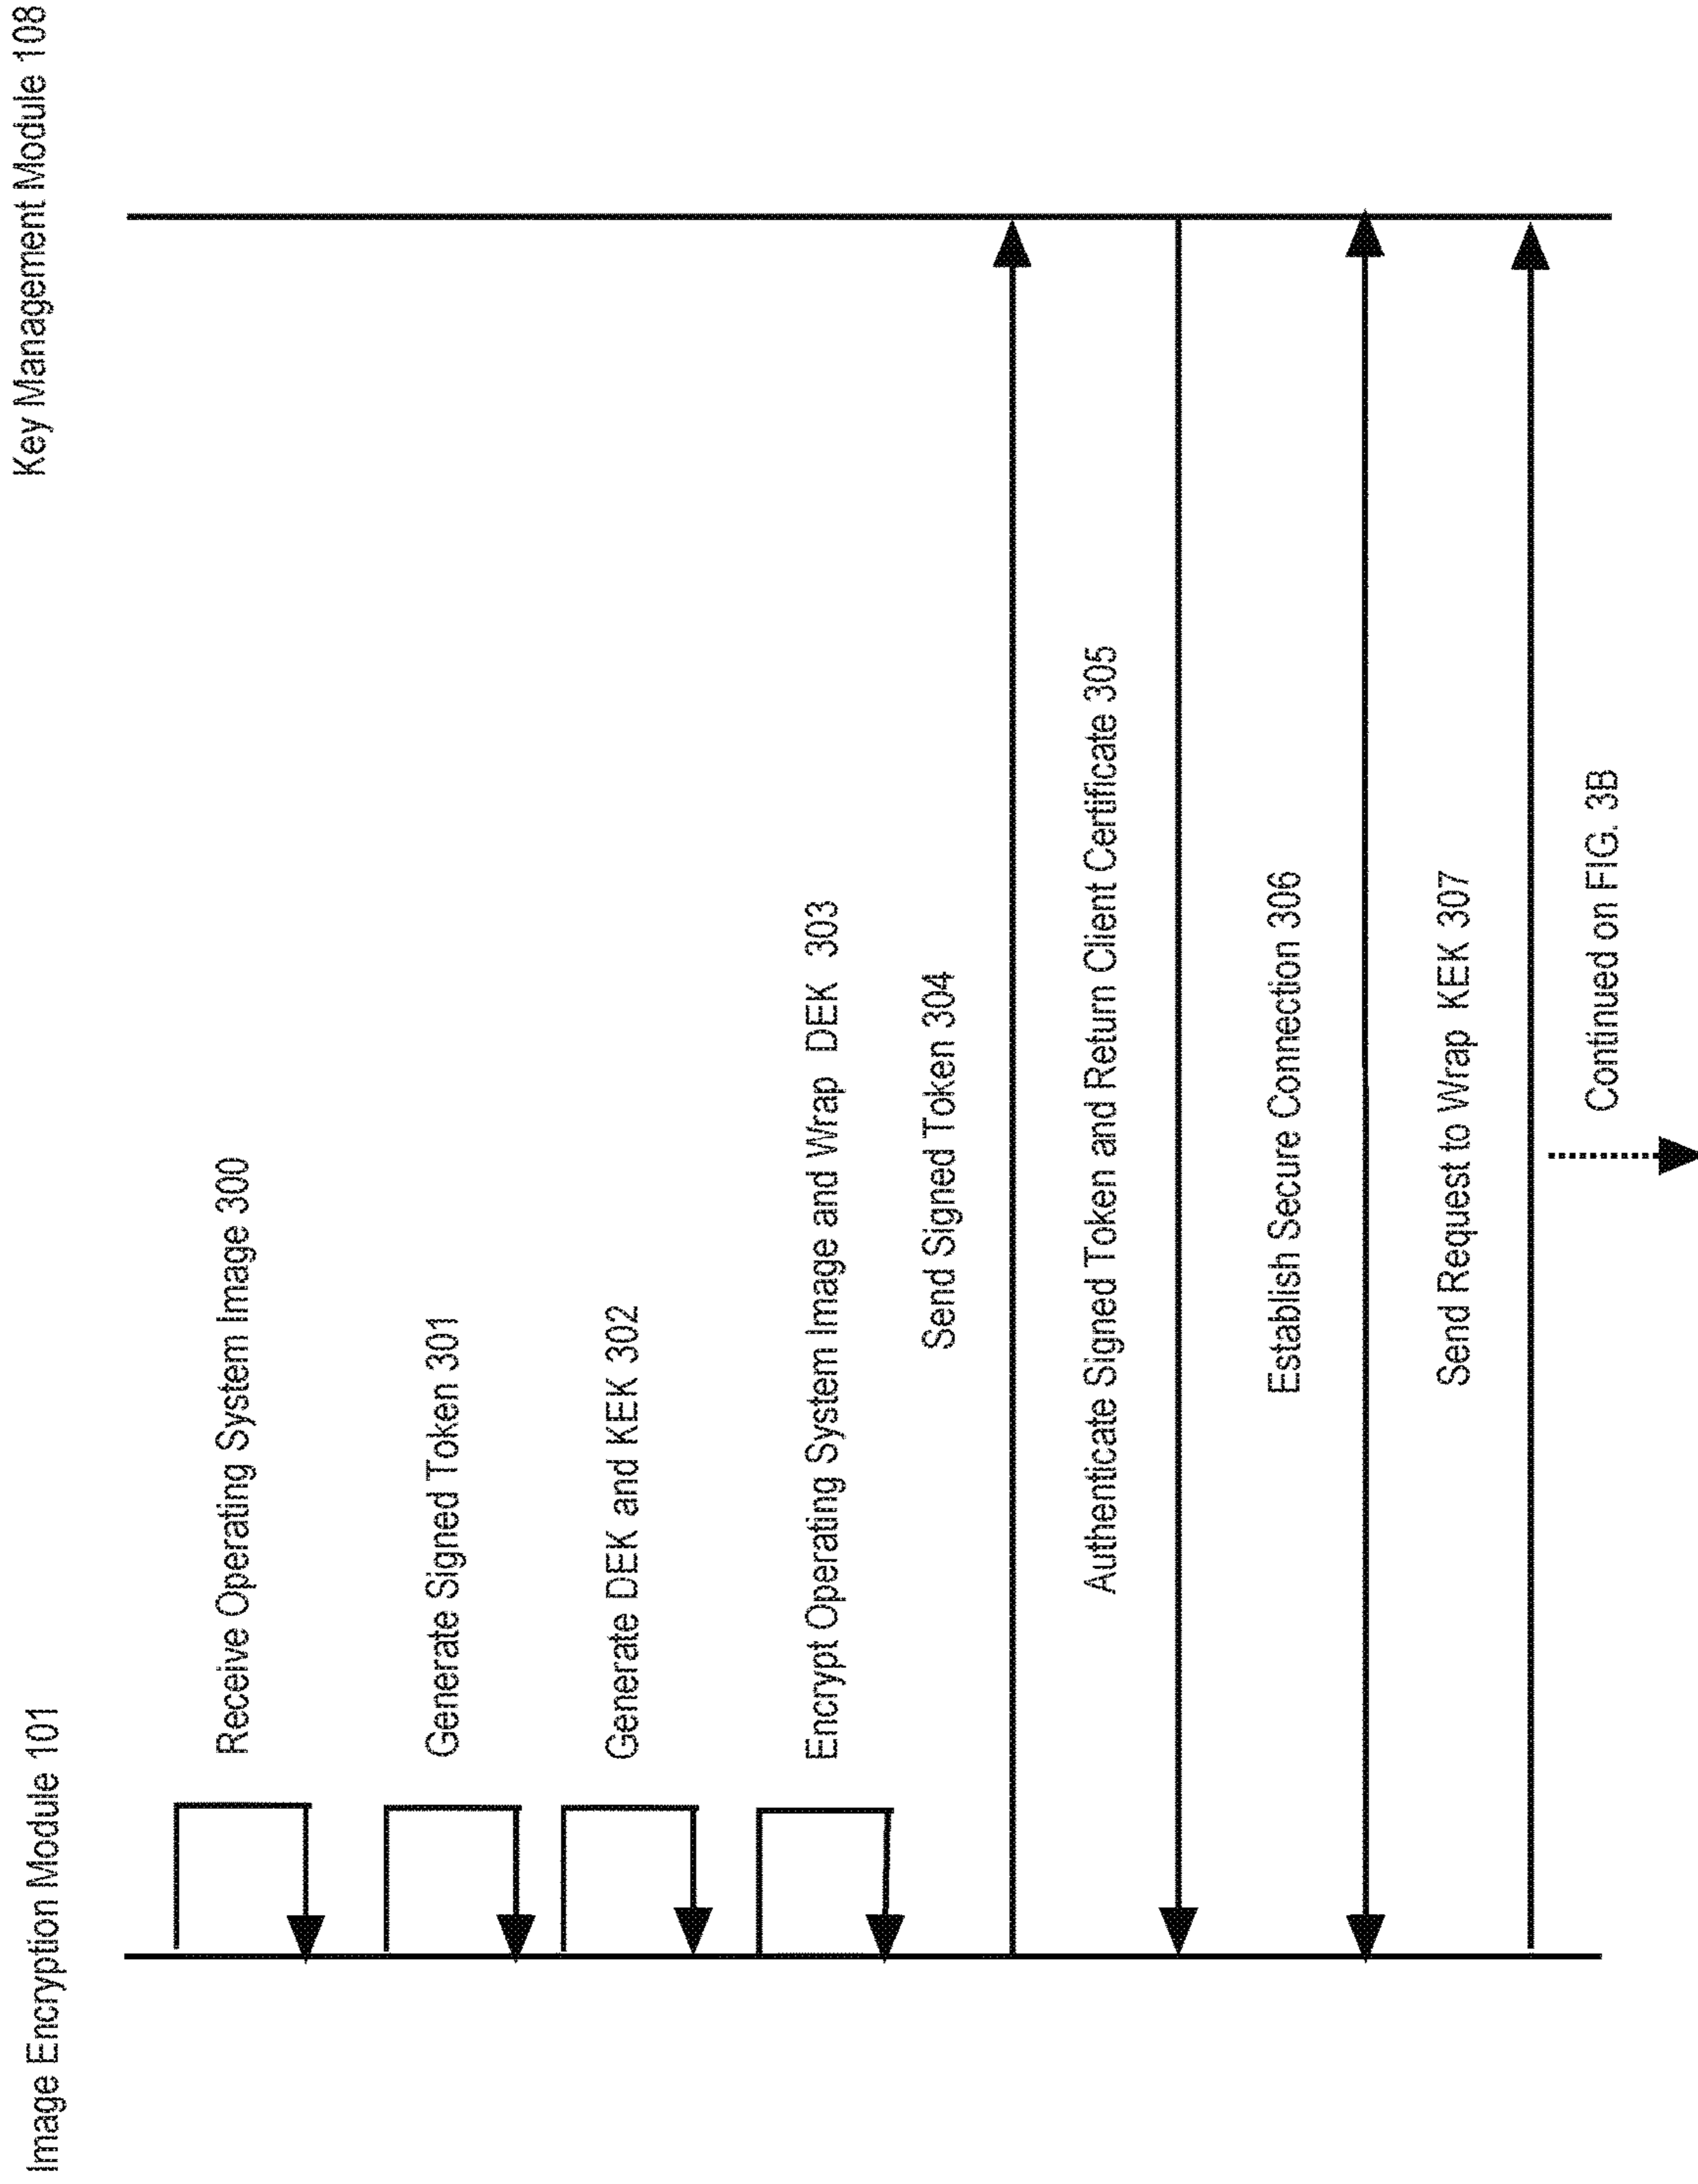 Image Encryption Module 101
Key Management Module 108
Receive Operating System Image 300
Generate Signed Token 301
Generate DEK and KEK 302
Encrypt Operating System Image and Wrap DEK 303
Send Signed Token 304
Authenticate Signed Token and Return Client Certificate 305
Establish Secure Connection 306
Send Request to Wrap KEK 307
Continued on FIG. 3B